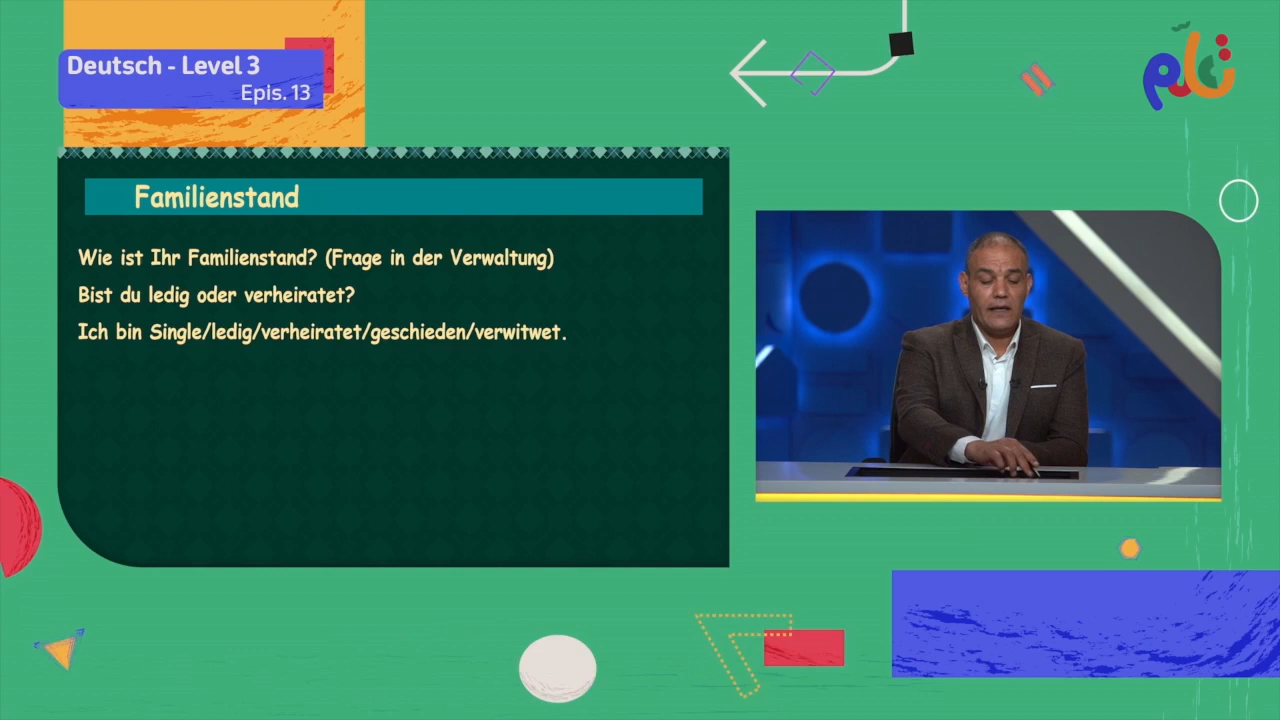 Deutsch - Level 3
Epis. 13
Familienstand
Wie ist Ihr Familienstand? (Frage in der Verwaltung)
Bist du ledig oder verheiratet?
Ich bin Single/ledig/verheiratet/geschieden/verwitwet.